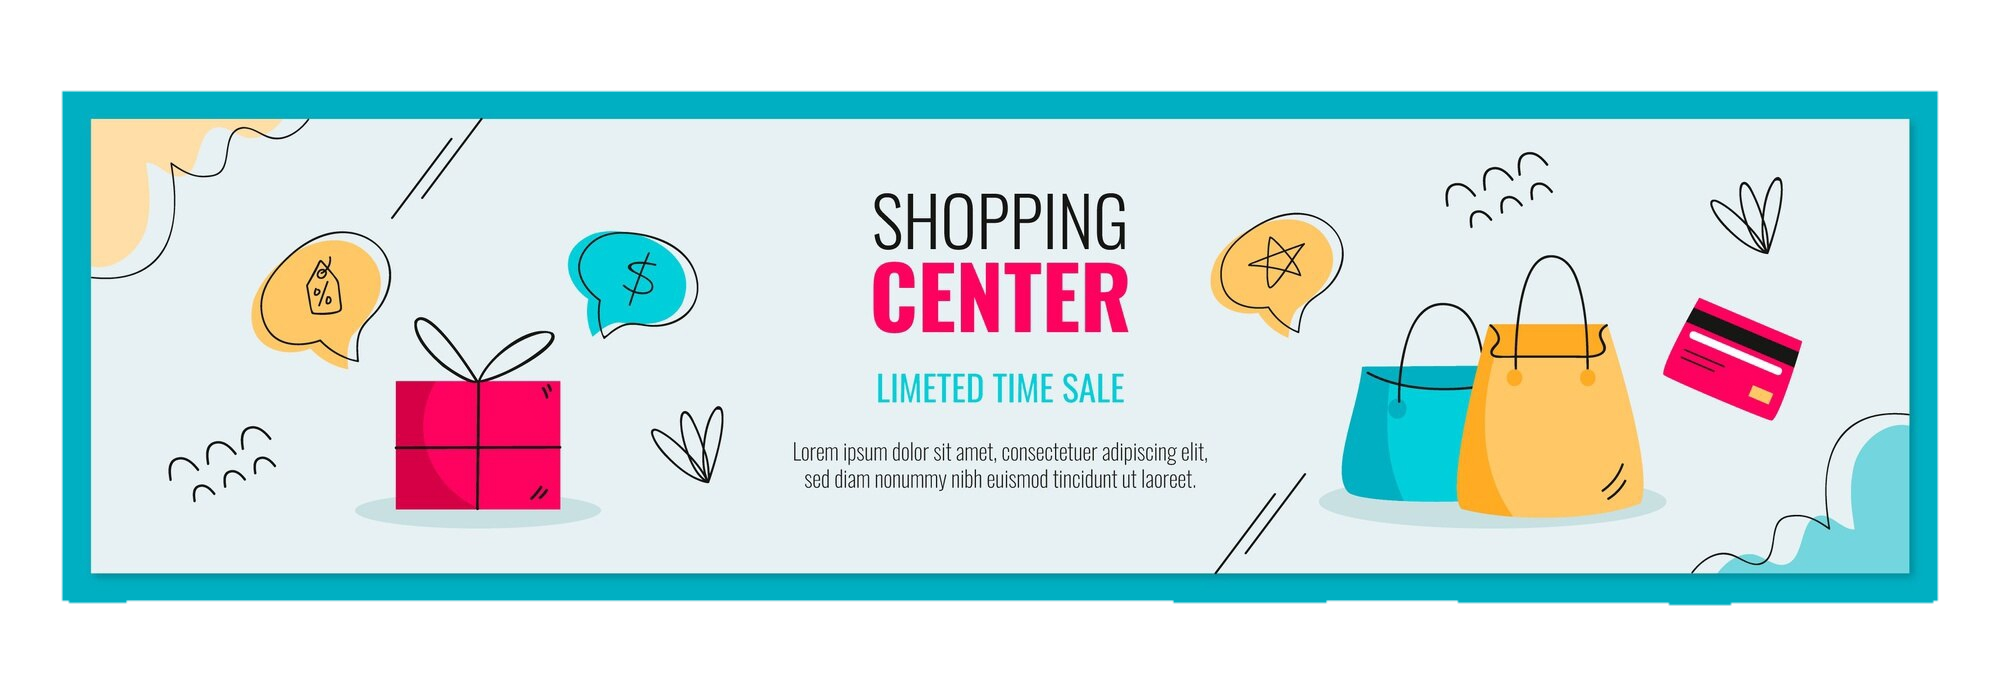 %
$
SHOPPING
CENTER
LIMETED TIME SALE
Lorem ipsum dolor sit amet, consectetuer adipiscing elit,
sed diam nonummy nibh euismod tincidunt ut laoreet.